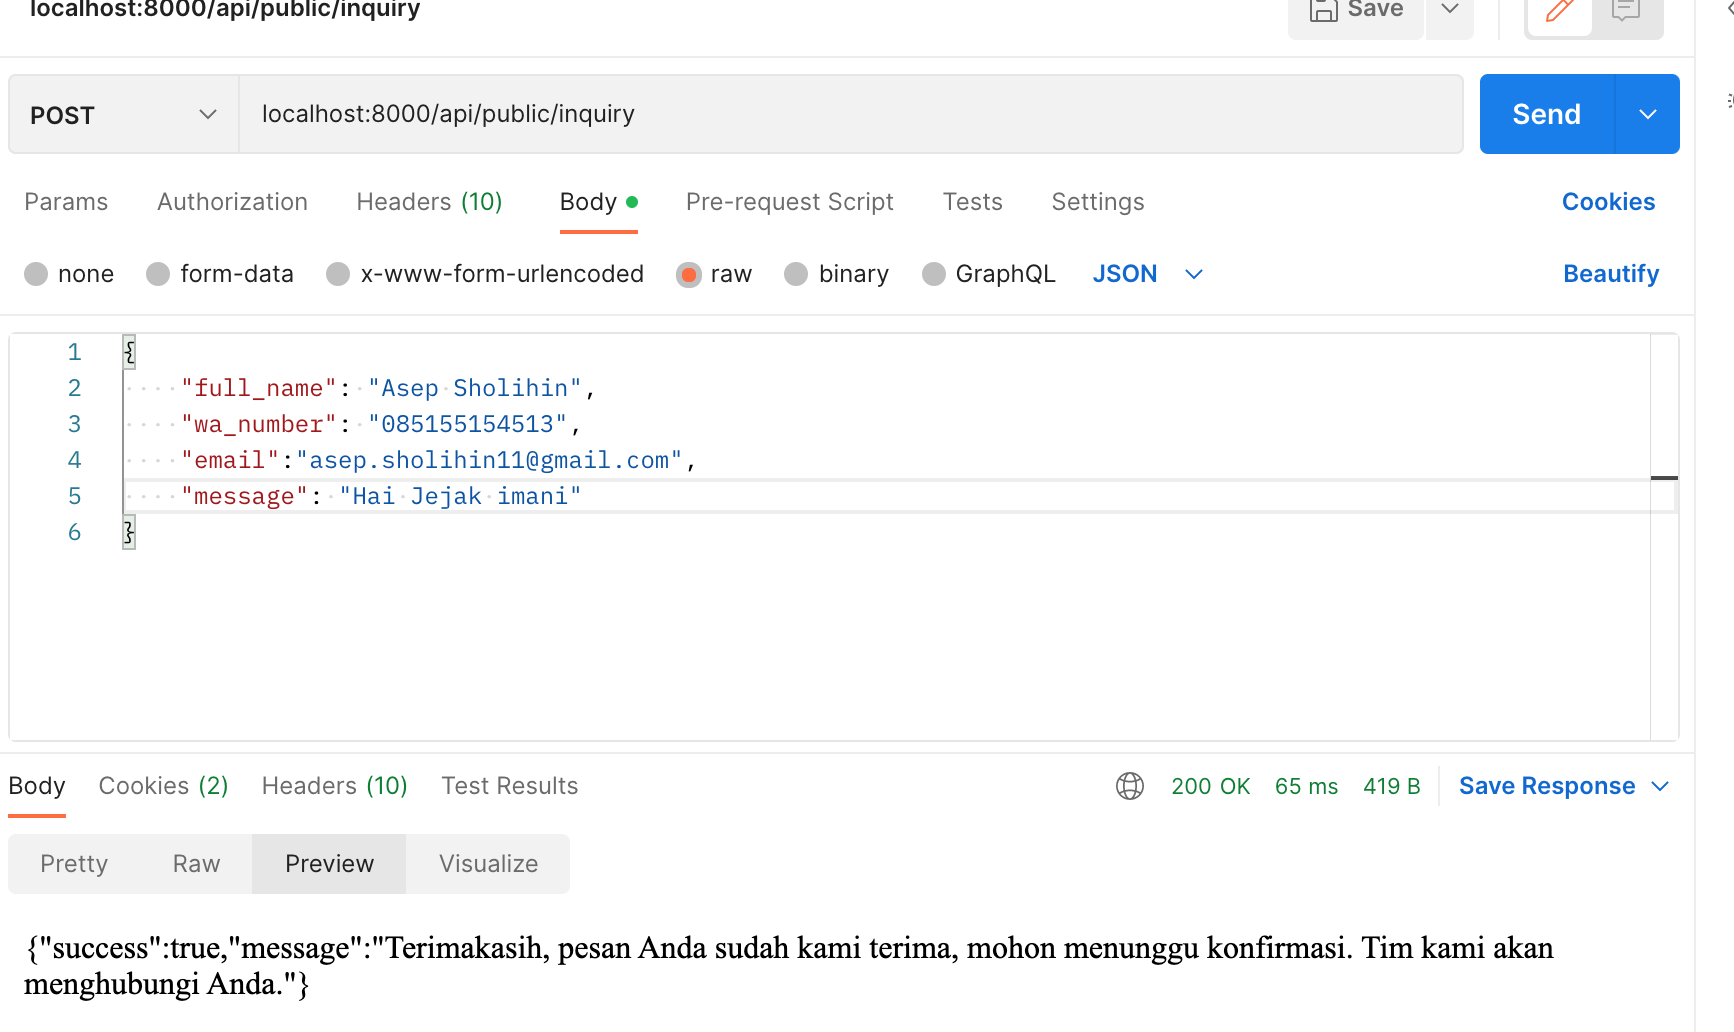 localhost:8000/api/public/inquiry
Save
POST
localhost:8000/api/public/inquiry
Send
Params Authorization Headers (10) Body Pre-request Script Tests Settings Cookies
none form-data x-www-form-urlencoded raw binary GraphQL JSON Beautify
1 {
2 "full_name": "Asep Sholihin",
3 "wa_number": "085155154513",
4 "email":"asep.sholihin11@gmail.com",
5 "message": "Hai Jejak imani"
6 }
Body Cookies (2) Headers (10) Test Results 200 OK 65 ms 419 B Save Response
Pretty Raw Preview Visualize
{"success":true,"message":"Terimakasih, pesan Anda sudah kami terima, mohon menunggu konfirmasi. Tim kami akan
menghubungi Anda."}